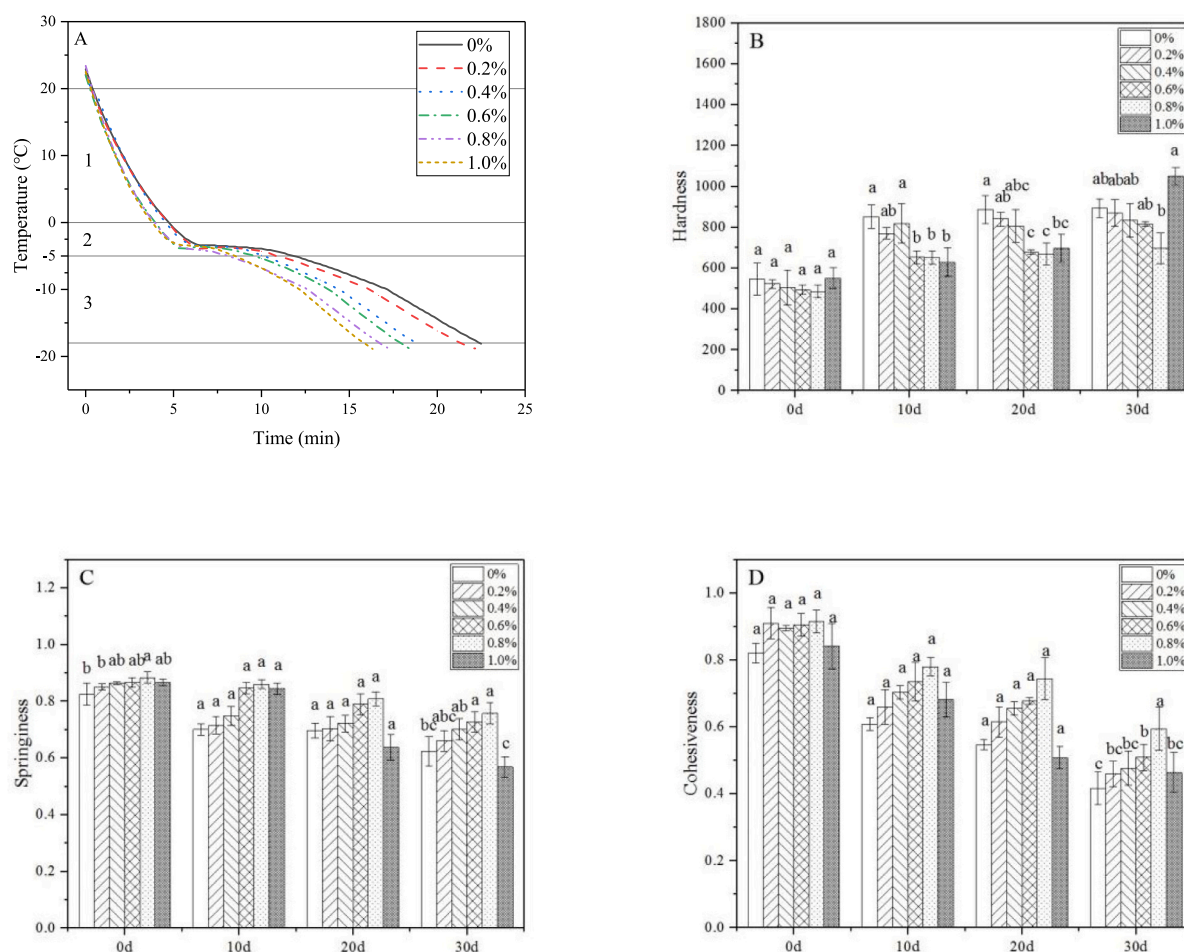 A
30
20
10
0
-5
-10
-20
Temperature (℃)
1
2
3
0%
0.2%
0.4%
0.6%
0.8%
1.0%
0 5 10 15 20 25
Time (min)
B
1800
1600
1400
1200
1000
800
600
400
200
0
Hardness
0%
0.2%
0.4%
0.6%
0.8%
1.0%
a a a a a a
a ab a b b b
a ab abc c c bc
ab ab ab ab b a
0d 10d 20d 30d
C
1.2
1.0
0.8
0.6
0.4
0.2
0.0
Springiness
0%
0.2%
0.4%
0.6%
0.8%
1.0%
b b ab ab a ab
a a a a a a
a a a a a a
bc abc ab ab a c
0d 10d 20d 30d
D
1.0
0.8
0.6
0.4
0.2
0.0
Cohesiveness
0%
0.2%
0.4%
0.6%
0.8%
1.0%
a a a a a a
a a a a a a
a a a a a a
c bc bc b a bc
0d 10d 20d 30d